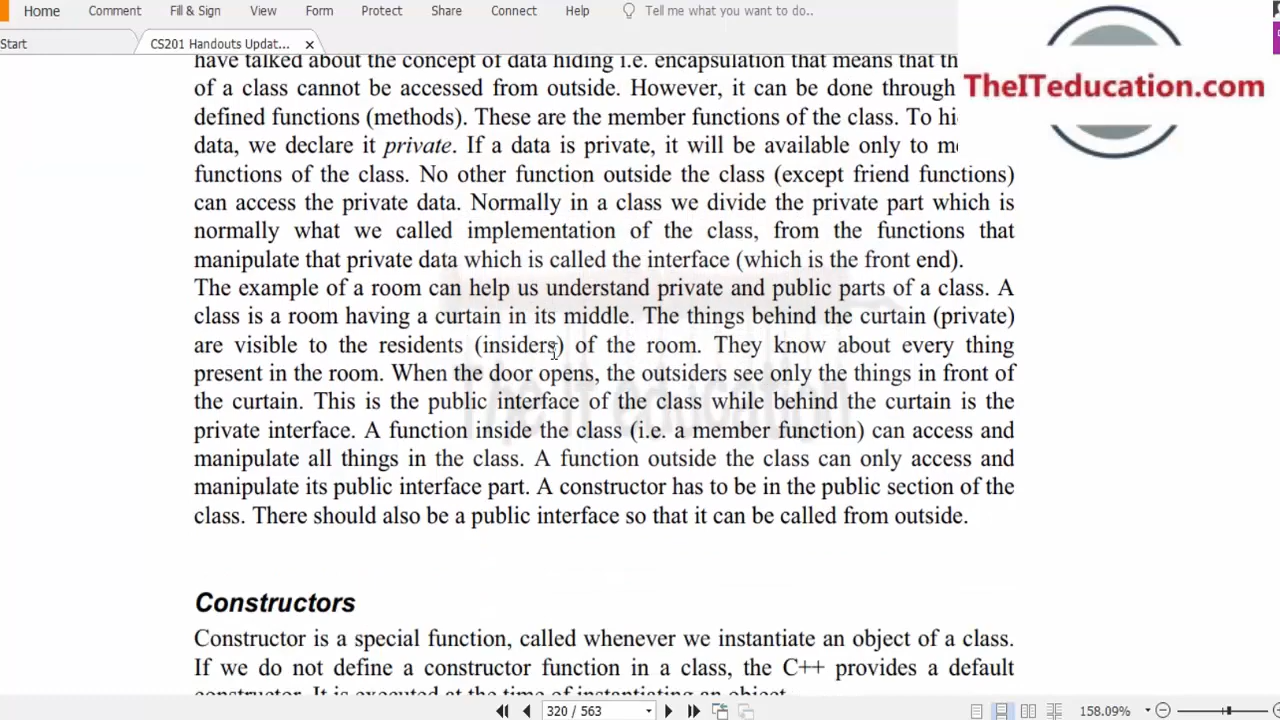 Home Comment Fill & Sign View Form Protect Share Connect Help Tell me what you want to do..
Start CS201 Handouts Updat... ×
TheITeducation.com
have talked about the concept of data hiding i.e. encapsulation that means that
of a class cannot be accessed from outside. However, it can be done through
defined functions (methods). These are the member functions of the class. To
data, we declare it private. If a data is private, it will be available only to
functions of the class. No other function outside the class (except friend functions)
can access the private data. Normally in a class we divide the private part which is
normally what we called implementation of the class, from the functions that
manipulate that private data which is called the interface (which is the front end).
The example of a room can help us understand private and public parts of a class. A
class is a room having a curtain in its middle. The things behind the curtain (private)
are visible to the residents (insiders) of the room. They know about every thing
present in the room. When the door opens, the outsiders see only the things in front of
the curtain. This is the public interface of the class while behind the curtain is the
private interface. A function inside the class (i.e. a member function) can access and
manipulate all things in the class. A function outside the class can only access and
manipulate its public interface part. A constructor has to be in the public section of the
class. There should also be a public interface so that it can be called from outside.
The IT education
Constructors
Constructor is a special function, called whenever we instantiate an object of a class.
If we do not define a constructor function in a class, the C++ provides a default
constructor. It is executed at the time of instantiating an object.
320 / 563 158.09%